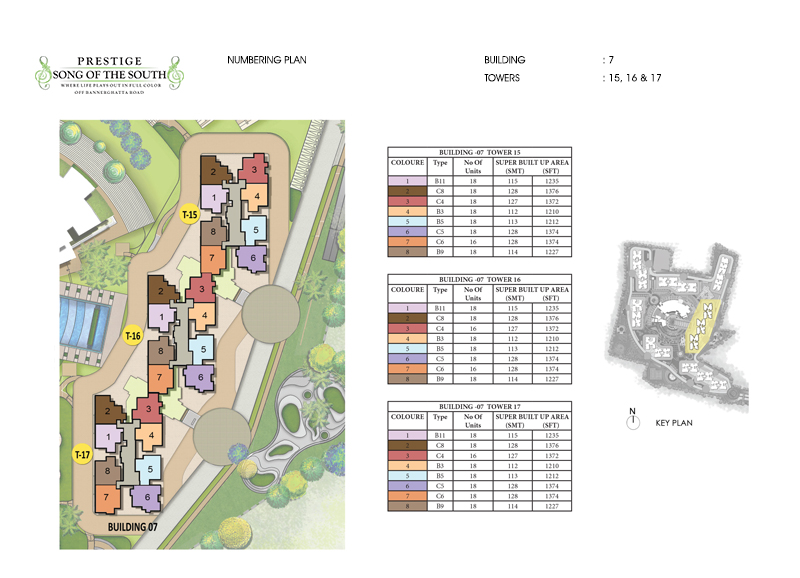 PRESTIGE
SONG OF THE SOUTH
WHERE LIFE PLAYS OUT IN FULL COLOR
OFF BANNERGHATTA ROAD
NUMBERING PLAN
BUILDING : 7
TOWERS : 15, 16 & 17
T-15
2 3
1 4
8 5
7 6
T-16
2 3
1 4
8 5
7 6
T-17
2 3
1 4
8 5
7 6
BUILDING 07
BUILDING -07 TOWER 15
COLOURE Type No Of Units SUPER BUILT UP AREA (SMT) (SFT)
1 B11 18 115 1235
2 C8 18 128 1376
3 C4 18 127 1372
4 B3 18 112 1210
5 B5 18 113 1212
6 C5 18 128 1374
7 C6 16 128 1374
8 B9 18 114 1227
BUILDING -07 TOWER 16
COLOURE Type No Of Units SUPER BUILT UP AREA (SMT) (SFT)
1 B11 18 115 1235
2 C8 18 128 1376
3 C4 16 127 1372
4 B3 18 112 1210
5 B5 18 113 1212
6 C5 18 128 1374
7 C6 16 128 1374
8 B9 18 114 1227
BUILDING -07 TOWER 17
COLOURE Type No Of Units SUPER BUILT UP AREA (SMT) (SFT)
1 B11 18 115 1235
2 C8 18 128 1376
3 C4 16 127 1372
4 B3 18 112 1210
5 B5 18 113 1212
6 C5 18 128 1374
7 C6 18 128 1374
8 B9 18 114 1227
N
KEY PLAN